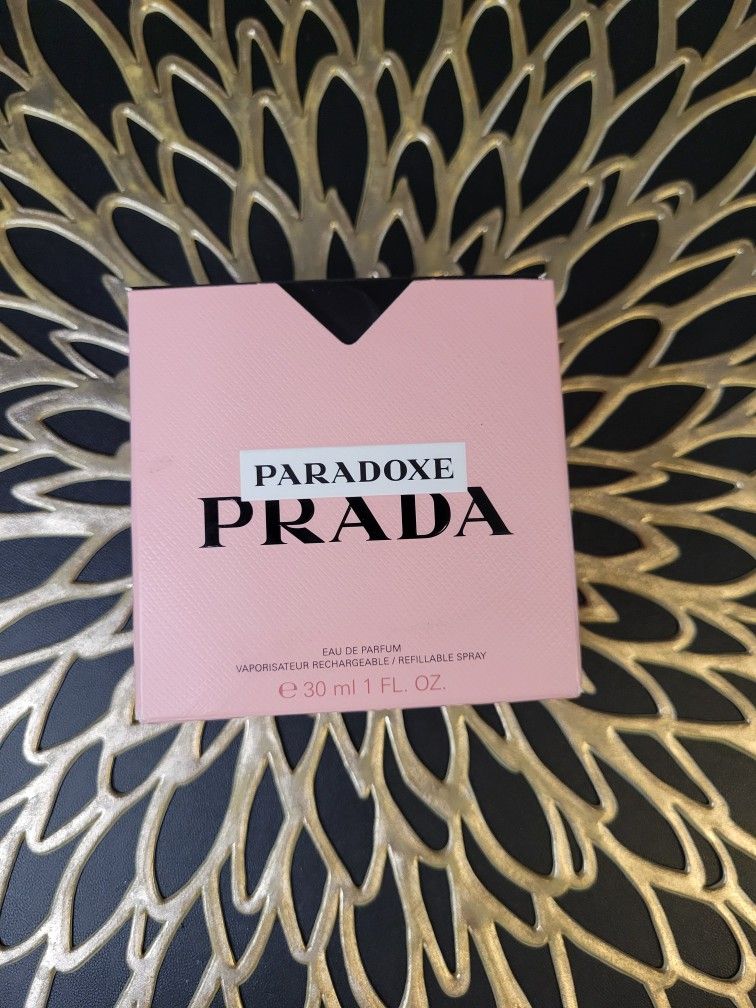 PARADOXE
PRADA
EAU DE PARFUM
VAPORISATEUR RECHARGEABLE / REFILLABLE SPRAY
℮ 30 ml 1 FL. OZ.